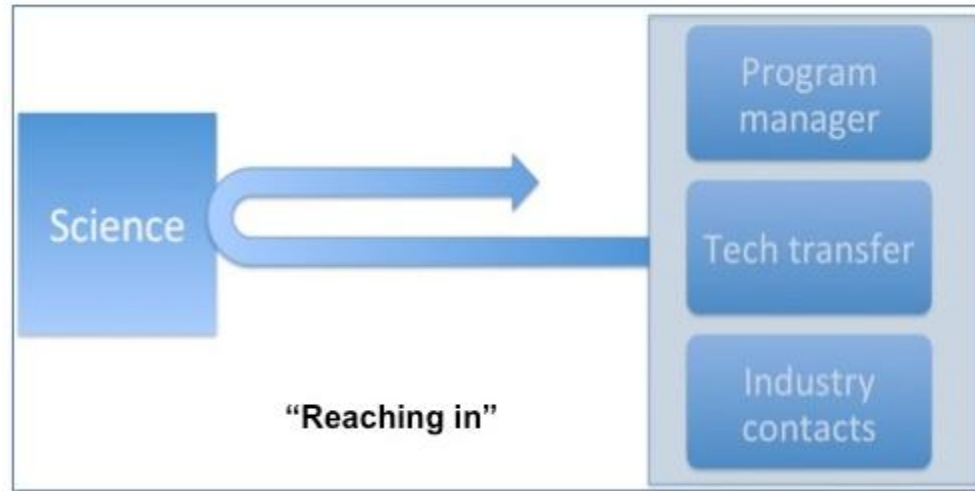 Science
“Reaching in”
Program
manager
Tech transfer
Industry
contacts